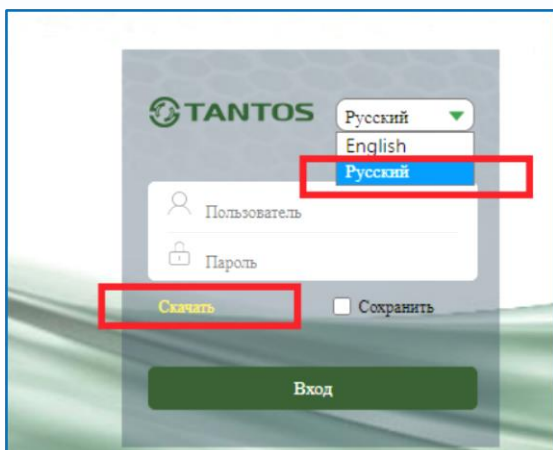 TANTOS
Русский
English
Русский
Пользователь
Пароль
Скачать
Сохранить
Вход